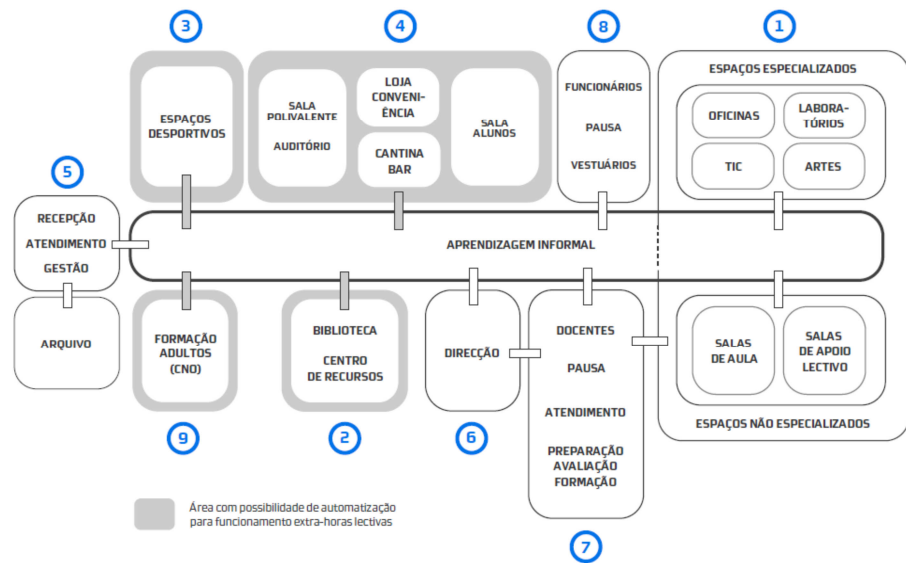 3
4
8
1
ESPAÇOS
DESPORTIVOS
SALA
POLIVALENTE
AUDITÓRIO
LOJA
CONVENI-
ÊNCIA
CANTINA
BAR
SALA
ALUNOS
FUNCIONÁRIOS
PAUSA
VESTUÁRIOS
ESPAÇOS ESPECIALIZADOS
OFICINAS
LABORA-
TÓRIOS
TIC
ARTES
5
RECEPÇÃO
ATENDIMENTO
GESTÃO
APRENDIZAGEM INFORMAL
ARQUIVO
FORMAÇÃO
ADULTOS
(CNO)
BIBLIOTECA
CENTRO
DE RECURSOS
DIRECÇÃO
DOCENTES
PAUSA
ATENDIMENTO
PREPARAÇÃO
AVALIAÇÃO
FORMAÇÃO
SALAS
DE AULA
SALAS
DE APOIO
LECTIVO
ESPAÇOS NÃO ESPECIALIZADOS
9
2
6
7
Área com possibilidade de automatização
para funcionamento extra-horas lectivas